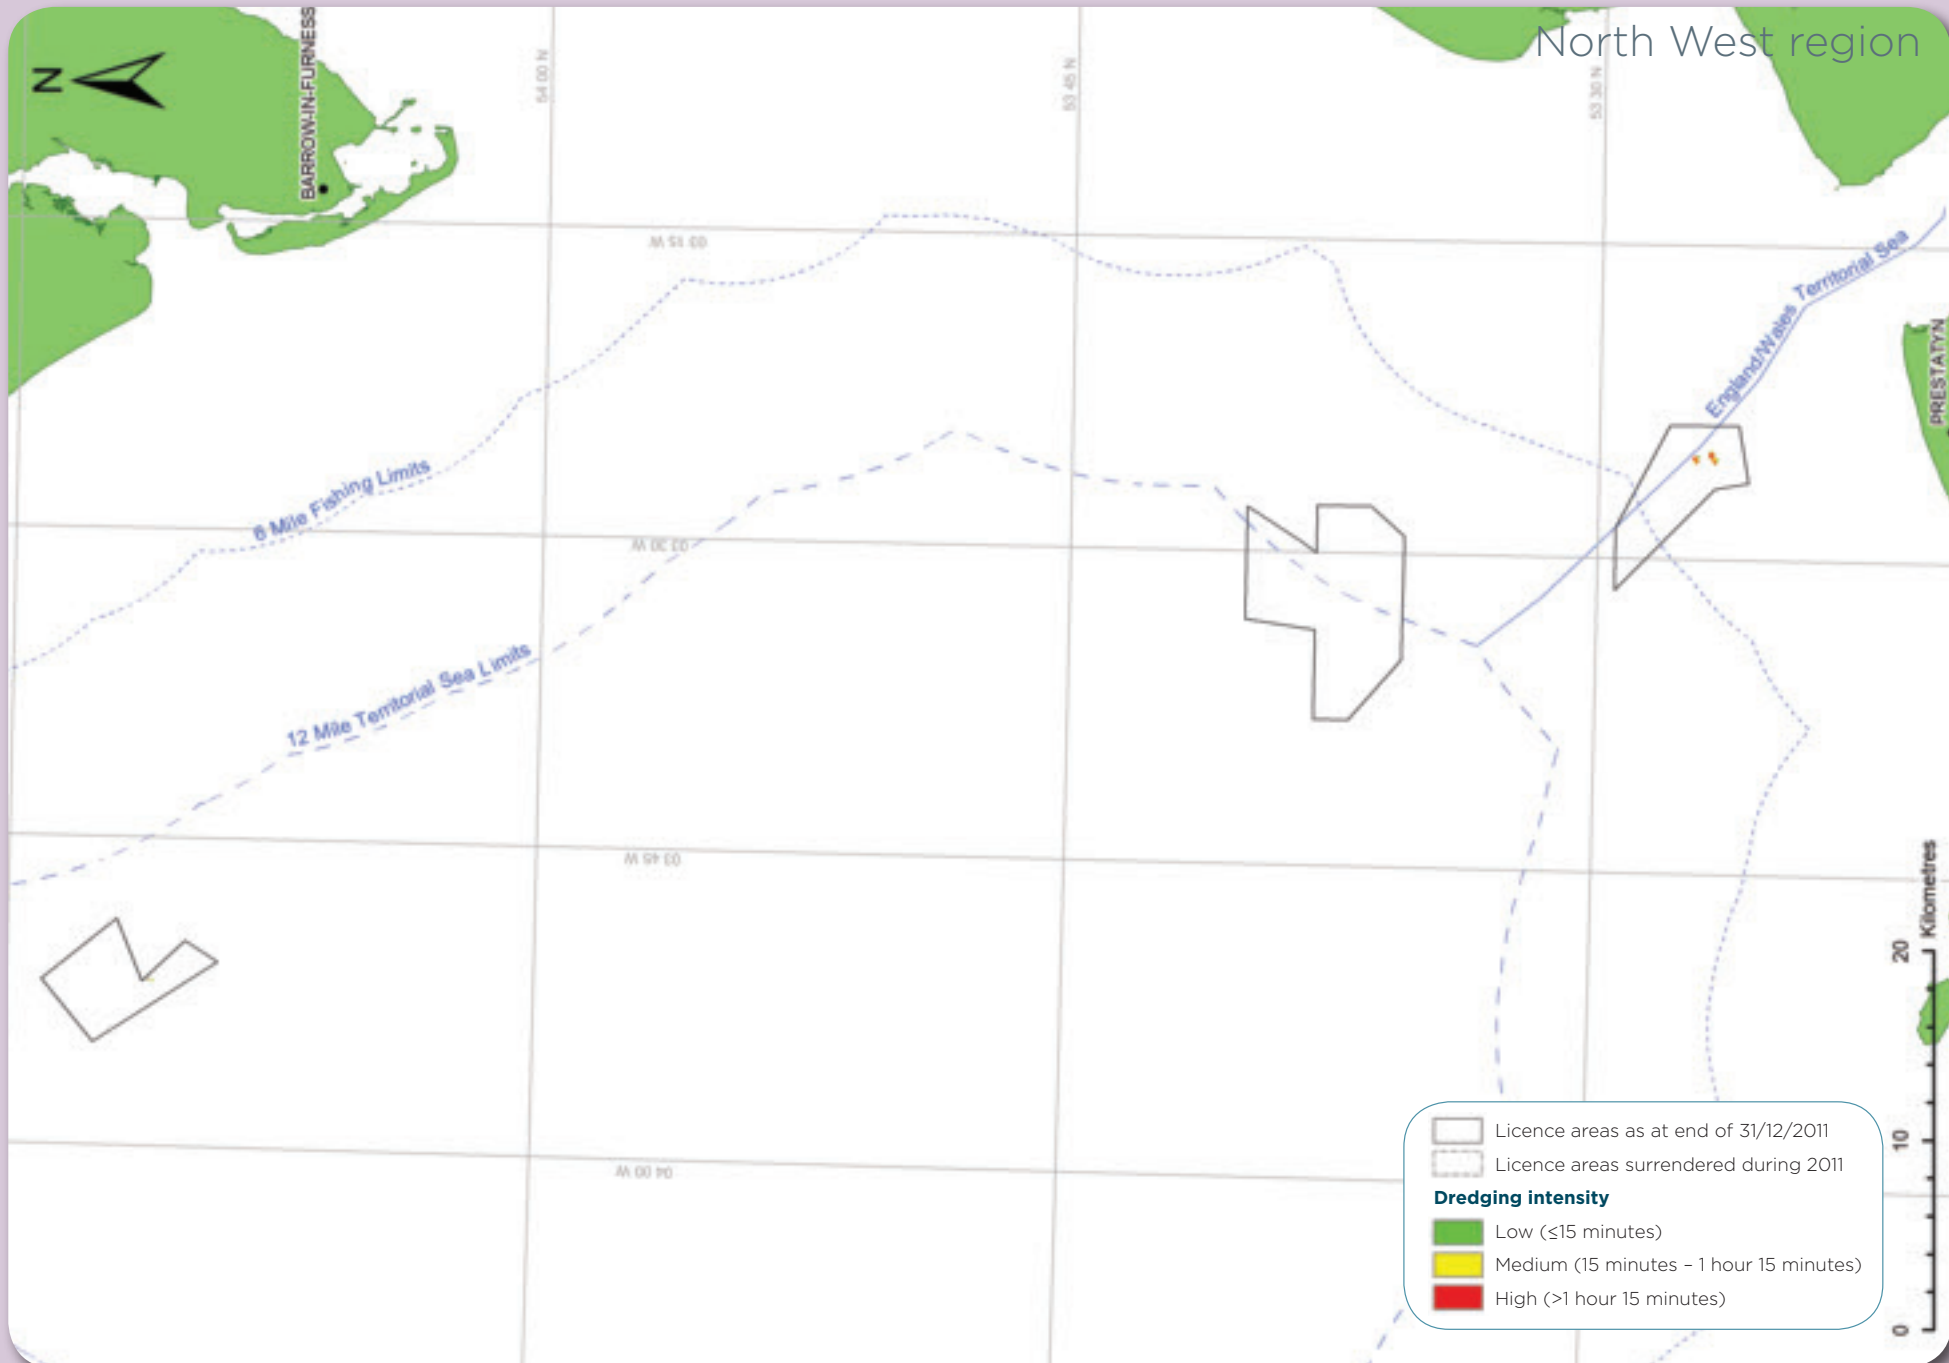 North West region
N
BARROW-IN-FURNESS
54 00 N
53 45 N
53 30 N
03 15 W
6 Mile Fishing Limits
03 30 W
12 Mile Territorial Sea Limits
England/Wales Territorial Sea
PRESTATYN
03 45 W
04 00 W
Licence areas as at end of 31/12/2011
Licence areas surrendered during 2011
Dredging intensity
Low (≤15 minutes)
Medium (15 minutes – 1 hour 15 minutes)
High (>1 hour 15 minutes)
0 10 20 Kilometres